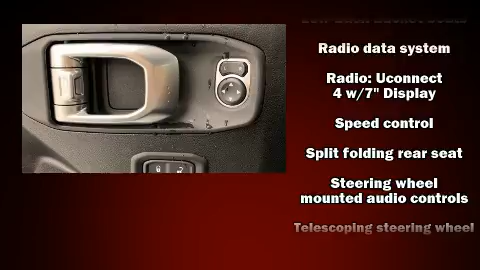 Radio data system
Radio: Uconnect
4 w/7" Display
Speed control
Split folding rear seat
Steering wheel
mounted audio controls
Telescoping steering wheel